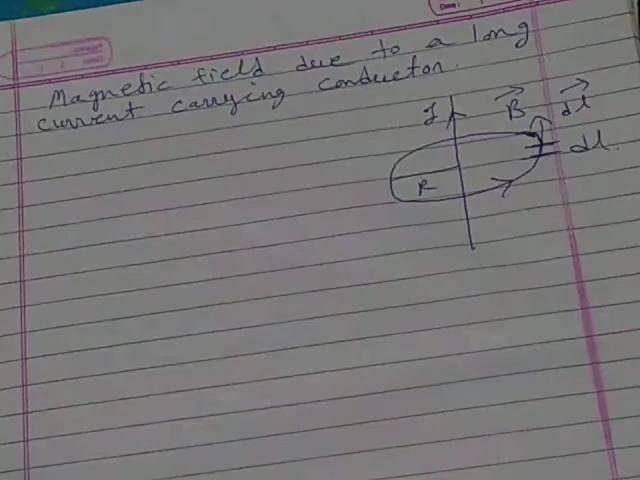 Magnetic field due to a long
current carrying conductor.
I B dl
dl.
R